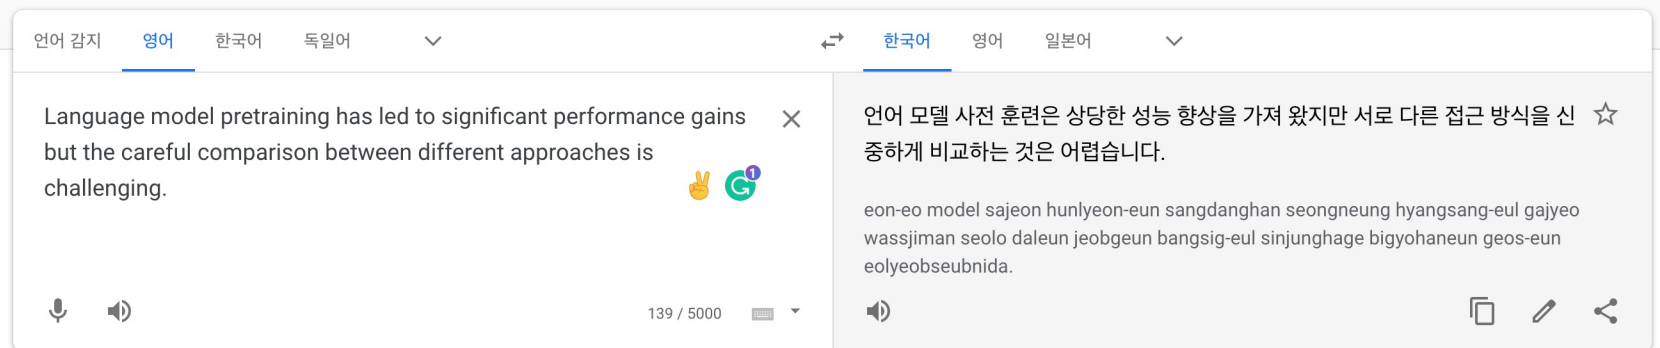 언어 감지 영어 한국어 독일어 한국어 영어 일본어
Language model pretraining has led to significant performance gains
but the careful comparison between different approaches is
challenging.
1
139 / 5000
언어 모델 사전 훈련은 상당한 성능 향상을 가져 왔지만 서로 다른 접근 방식을 신
중하게 비교하는 것은 어렵습니다.
eon-eo model sajeon hunlyeon-eun sangdanghan seongneung hyangsang-eul gajyeo
wassjiman seolo daleun jeobgeun bangsig-eul sinjunghage bigyohaneun geos-eun
eolyeobseubnida.